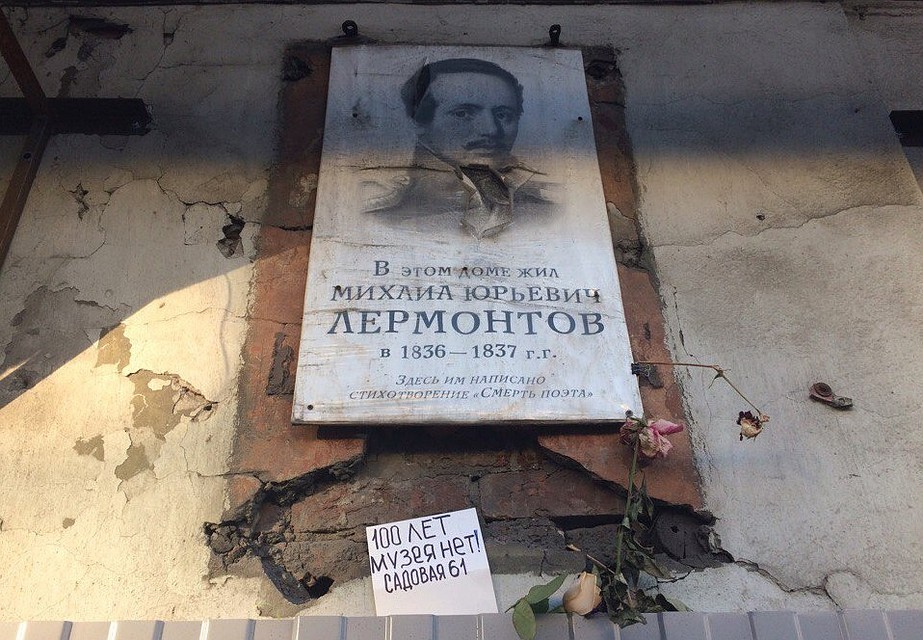 В этом доме жил
Михаил Юрьевич
Лермонтов
в 1836—1837 г.г.
Здесь им написано
стихотворение «Смерть поэта»
100 ЛЕТ
МУЗЕЯ НЕТ!
САДОВАЯ 61